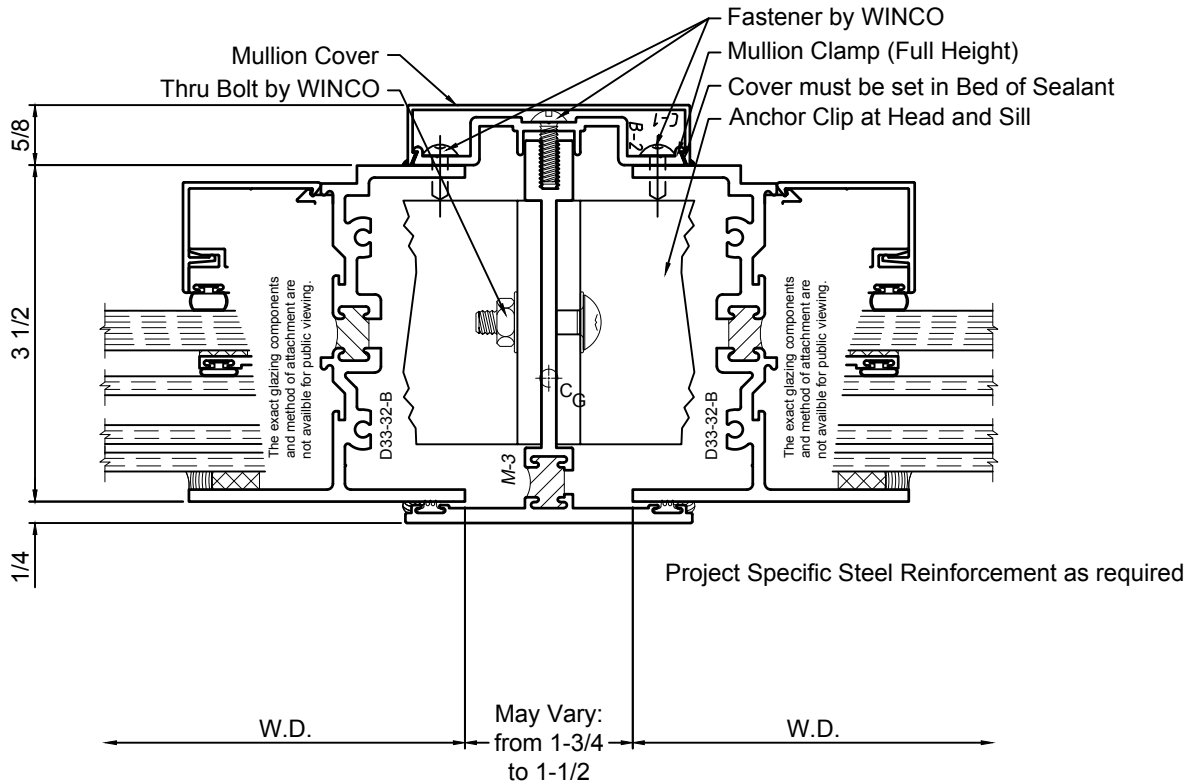 Fastener by WINCO
Mullion Cover
Mullion Clamp (Full Height)
Thru Bolt by WINCO
Cover must be set in Bed of Sealant
Anchor Clip at Head and Sill
5/8
3 1/2
1/4
C-1
B-2
The exact glazing components
and method of attachment are
not availble for public viewing.
D33-32-B
CG
M-3
D33-32-B
The exact glazing components
and method of attachment are
not availble for public viewing.
Project Specific Steel Reinforcement as required
W.D.
May Vary:
from 1-3/4
to 1-1/2
W.D.